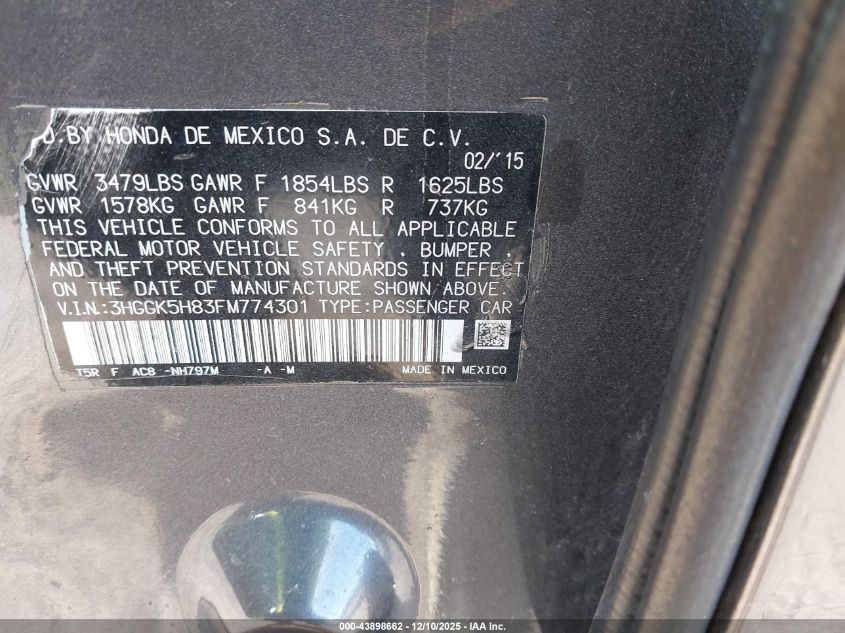 D.BY HONDA DE MEXICO S.A. DE C.V.
02/'15
GVWR 3479LBS GAWR F 1854LBS R 1625LBS
GVWR 1578KG GAWR F 841KG R 737KG
THIS VEHICLE CONFORMS TO ALL APPLICABLE
FEDERAL MOTOR VEHICLE SAFETY , BUMPER ,
AND THEFT PREVENTION STANDARDS IN EFFECT
ON THE DATE OF MANUFACTURE SHOWN ABOVE.
V.I.N.:3HGGK5H83FM774301 TYPE:PASSENGER CAR
T5R F AC8 -NH797M -A -M MADE IN MEXICO
000-43898662 - 12/10/2025 - IAA Inc.